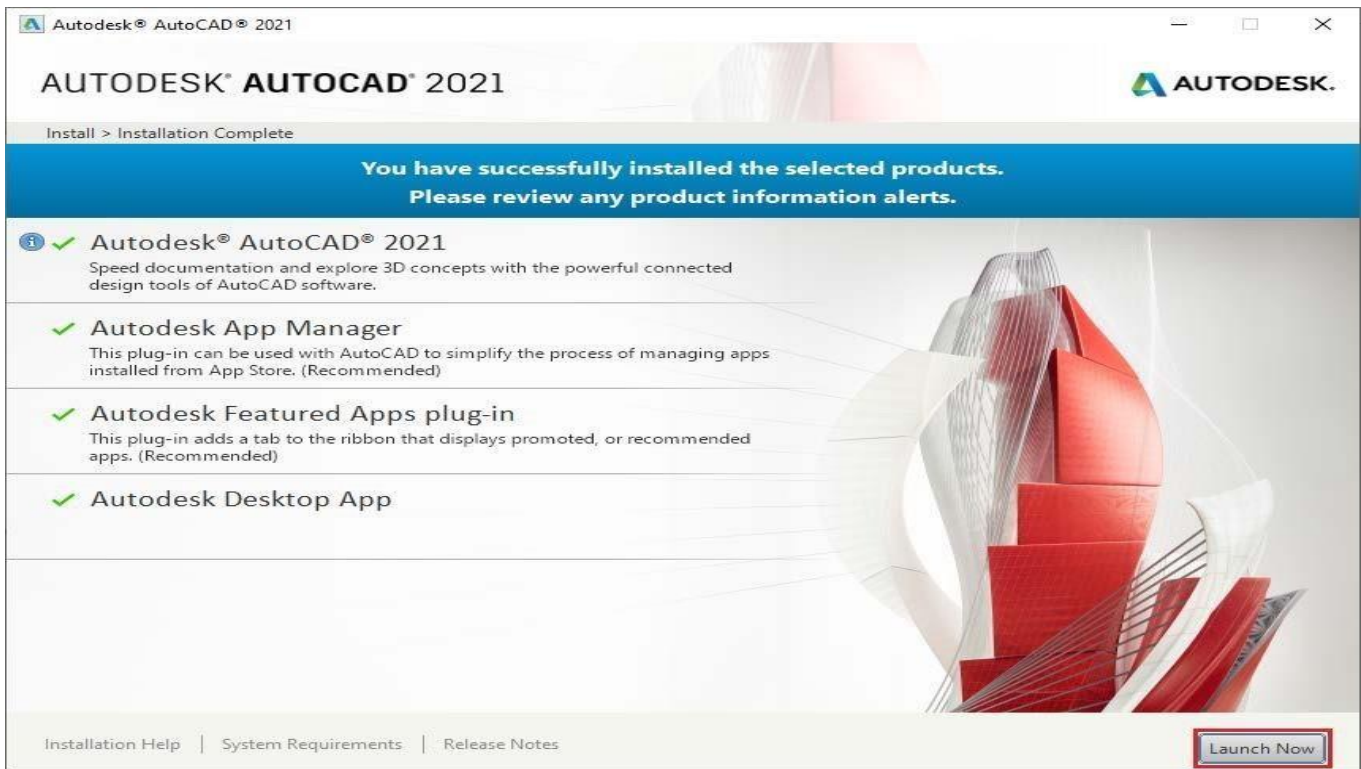 Autodesk® AutoCAD® 2021
AUTODESK® AUTOCAD® 2021
AUTODESK.
Install > Installation Complete
You have successfully installed the selected products.
Please review any product information alerts.
Autodesk® AutoCAD® 2021
Speed documentation and explore 3D concepts with the powerful connected
design tools of AutoCAD software.
Autodesk App Manager
This plug-in can be used with AutoCAD to simplify the process of managing apps
installed from App Store. (Recommended)
Autodesk Featured Apps plug-in
This plug-in adds a tab to the ribbon that displays promoted, or recommended
apps. (Recommended)
Autodesk Desktop App
Installation Help | System Requirements | Release Notes
Launch Now